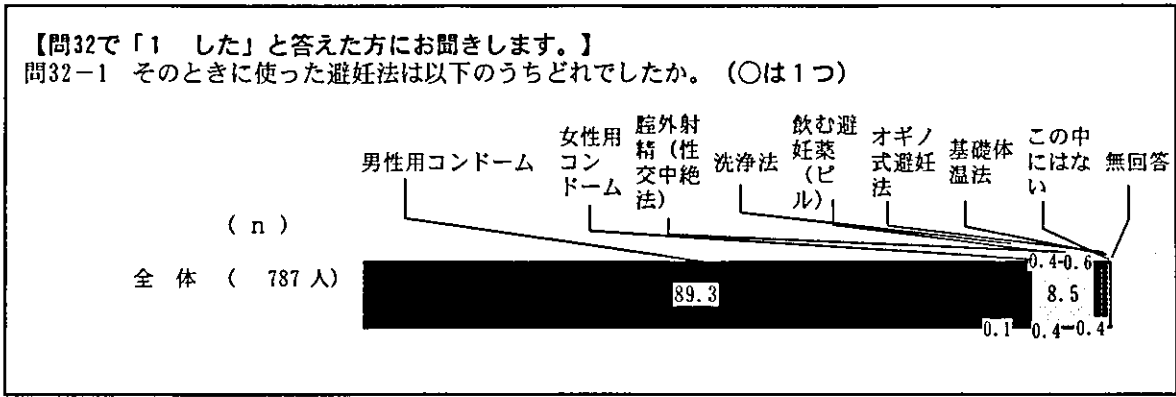 【問32で「1 した」と答えた方にお聞きします。】
問32-1 そのときに使った避妊法は以下のうちどれでしたか。(○は1つ)
男性用コンドーム
女性用
コン
ドーム
腟外射
精(性
交中絶
法)
洗浄法
飲む避
妊薬
(ピ
ル)
オギノ
式避妊
法
基礎体
温法
この中
にはな
い
無回答
(n)
全 体 ( 787人)
89.3
0.1
8.5
0.4
0.6
0.4
0.4